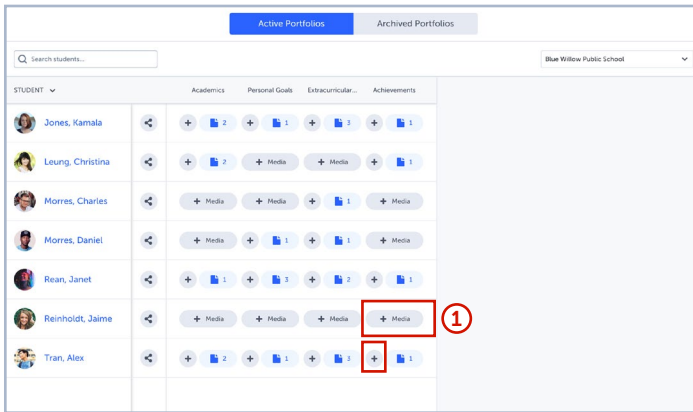 Active Portfolios Archived Portfolios
Search students... Blue Willow Public School
STUDENT Academics Personal Goals Extracurricular... Achievements
Jones, Kamala + 2 + 1 + 3 + 1
Leung, Christina + 2 + Media + Media + 1
Morres, Charles + Media + Media + 1 + Media
Morres, Daniel + Media + 1 + 1 + Media
Rean, Janet + 1 + 3 + 2 + 1
Reinholdt, Jaime + Media + Media + Media + Media 1
Tran, Alex + 2 + 1 + 3 + 1